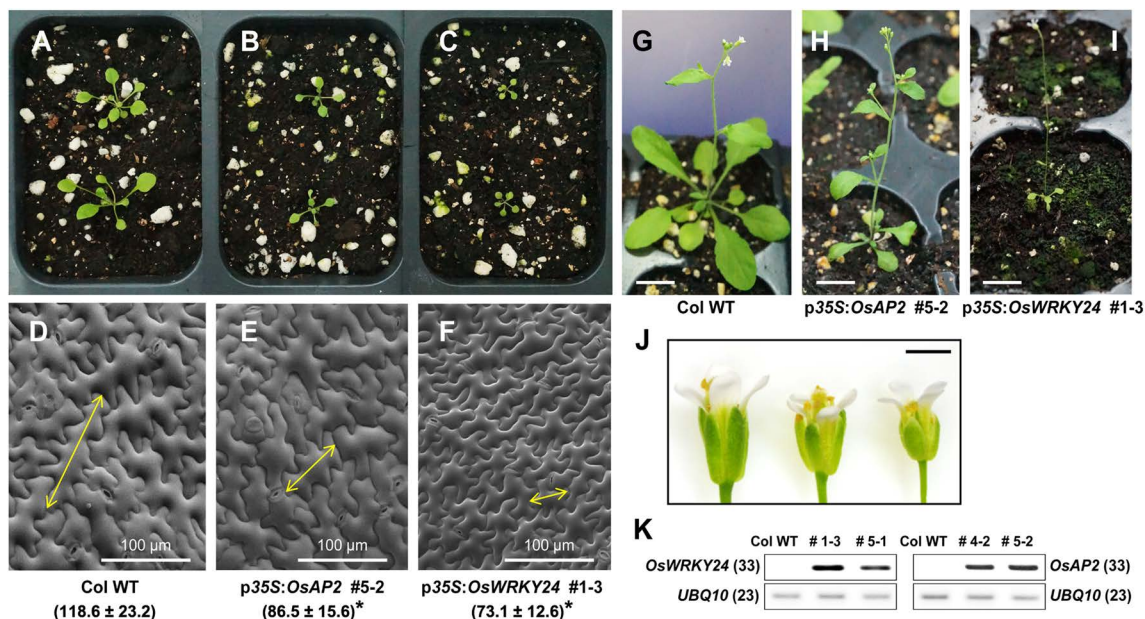 A
B
C
D
E
F
100 μm
100 μm
100 μm
Col WT
(118.6 ± 23.2)
p35S:OsAP2 #5-2
(86.5 ± 15.6)*
p35S:OsWRKY24 #1-3
(73.1 ± 12.6)*
G
H
I
Col WT
p35S:OsAP2 #5-2
p35S:OsWRKY24 #1-3
J
K
Col WT # 1-3 # 5-1
Col WT # 4-2 # 5-2
OsWRKY24 (33)
OsAP2 (33)
UBQ10 (23)
UBQ10 (23)